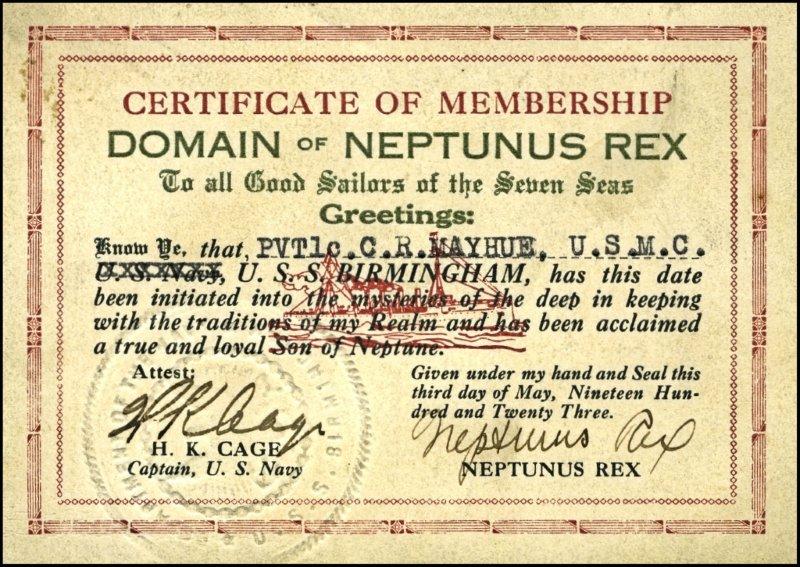 CERTIFICATE OF MEMBERSHIP
DOMAIN OF NEPTUNUS REX
To all Good Sailors of the Seven Seas
Greetings:
Know Ye, that PVT1c.C.R.MAYHUE, U.S.M.C.
U. S. Navy, U. S. S. BIRMINGHAM, has this date
been initiated into the mysteries of the deep in keeping
with the traditions of my Realm and has been acclaimed
a true and loyal Son of Neptune.
Attest:
H K Cage
H. K. CAGE
Captain, U. S. Navy
Given under my hand and Seal this
third day of May, Nineteen Hun-
dred and Twenty Three.
Neptunus Rex
NEPTUNUS REX